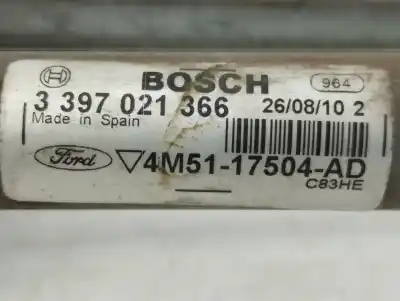 BOSCH 964
3 397 021 366 26/08/10 2
Made in Spain
Ford 4M51-17504-AD
C83HE